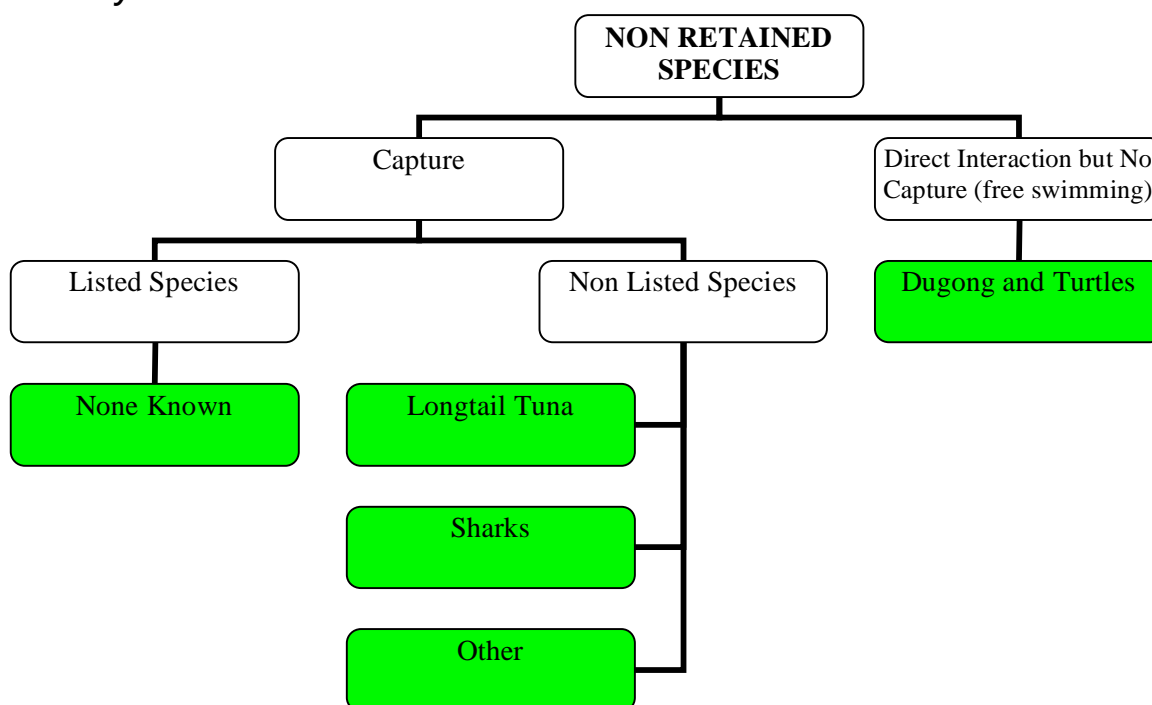 NON RETAINED
SPECIES
Capture
Direct Interaction but No
Capture (free swimming)
Listed Species
Non Listed Species
Dugong and Turtles
None Known
Longtail Tuna
Sharks
Other